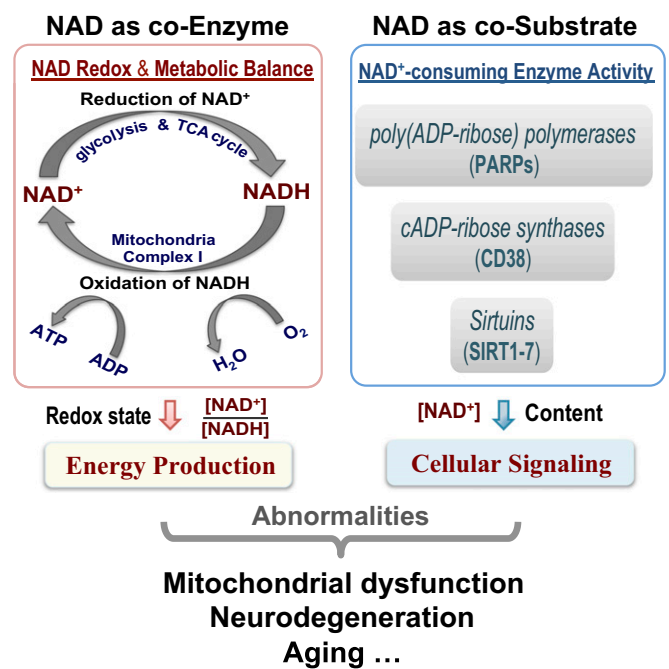 NAD as co-Enzyme
NAD Redox & Metabolic Balance
Reduction of NAD⁺
glycolysis & TCA cycle
NAD⁺
NADH
Mitochondria
Complex I
Oxidation of NADH
ATP
ADP
H₂O
O₂
Redox state
[NAD⁺]
[NADH]
Energy Production
NAD as co-Substrate
NAD⁺-consuming Enzyme Activity
poly(ADP-ribose) polymerases
(PARPs)
cADP-ribose synthases
(CD38)
Sirtuins
(SIRT1-7)
[NAD⁺]
Content
Cellular Signaling
Abnormalities
Mitochondrial dysfunction
Neurodegeneration
Aging ...